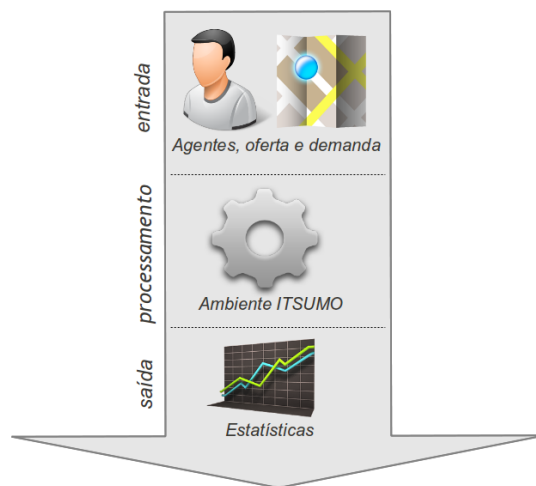 entrada
Agentes, oferta e demanda
processamento
Ambiente ITSUMO
saída
Estatísticas